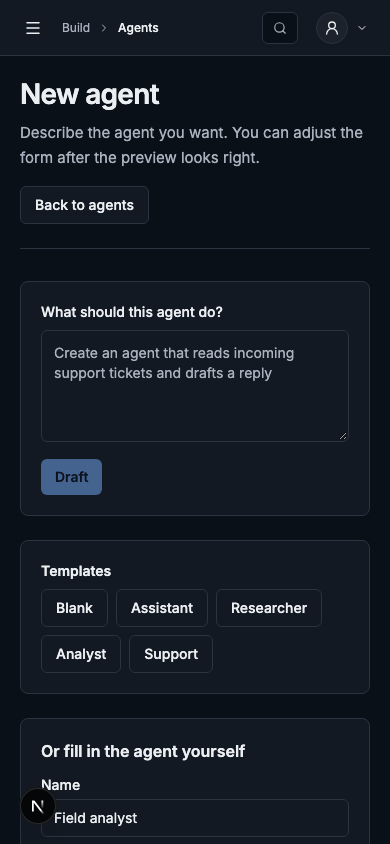 Build > Agents
New agent
Describe the agent you want. You can adjust the
form after the preview looks right.
Back to agents
What should this agent do?
Create an agent that reads incoming
support tickets and drafts a reply
Draft
Templates
Blank Assistant Researcher
Analyst Support
Or fill in the agent yourself
Name
N
Field analyst